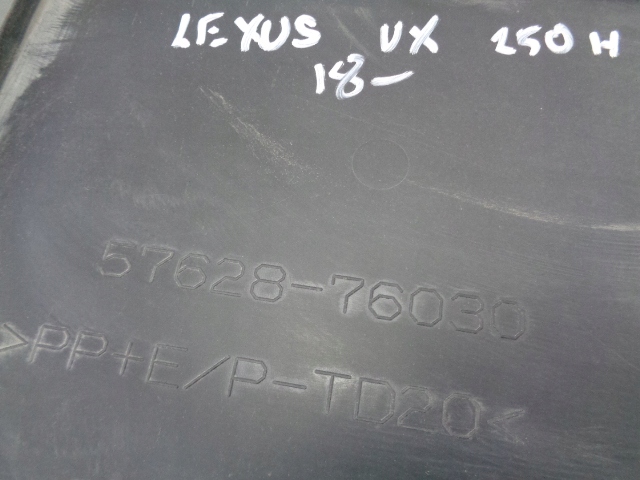 LEXUS UX 250H
18-
57628-76030
>PP+E/P-TD20<